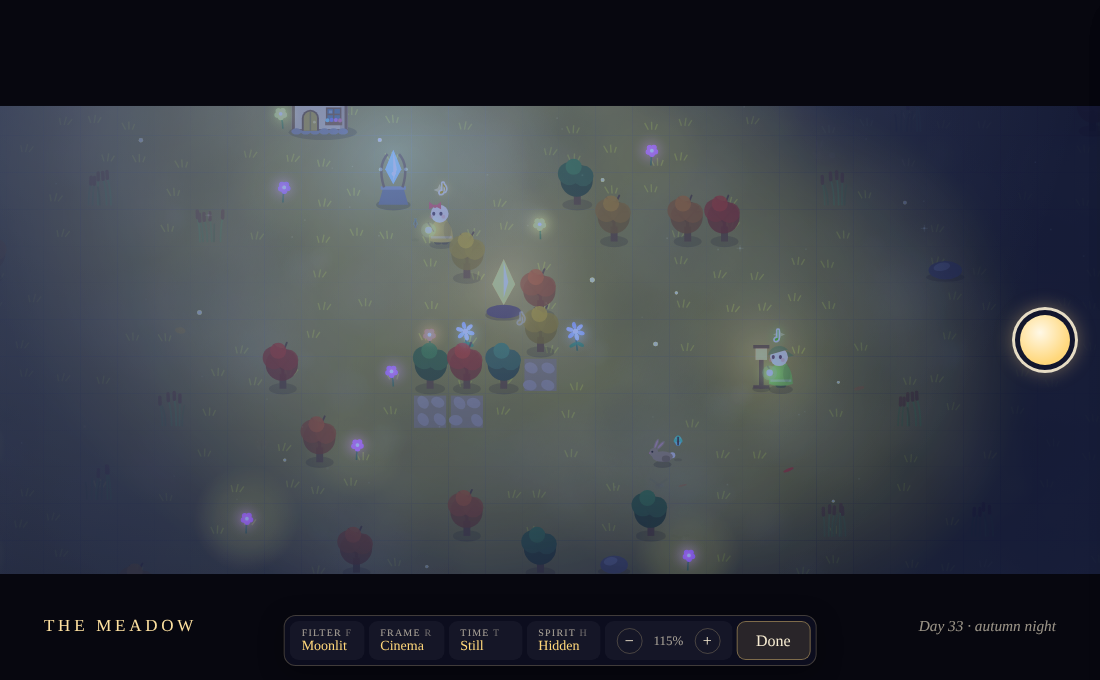 THE MEADOW
FILTER F
Moonlit
FRAME R
Cinema
TIME T
Still
SPIRIT H
Hidden
− 115% +
Done
Day 33 · autumn night